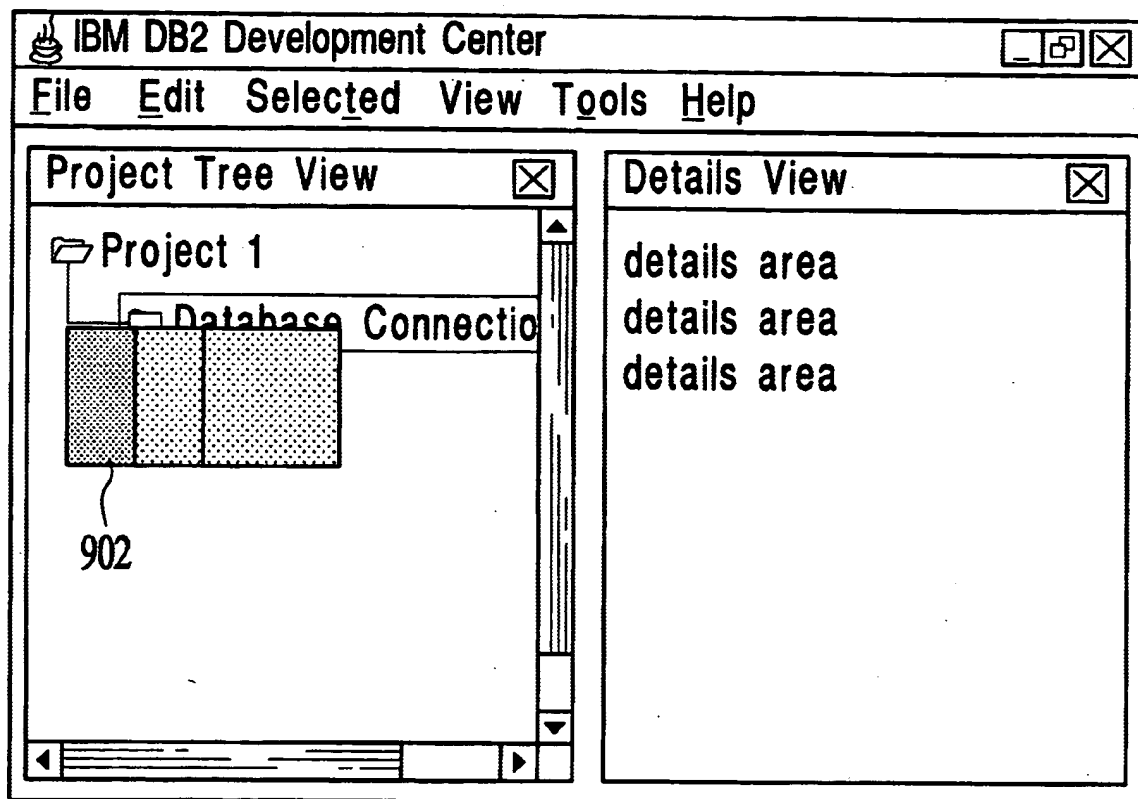 IBM DB2 Development Center
File Edit Selected View Tools Help
Project Tree View
Project 1
Database Connectio
902
Details View
details area
details area
details area